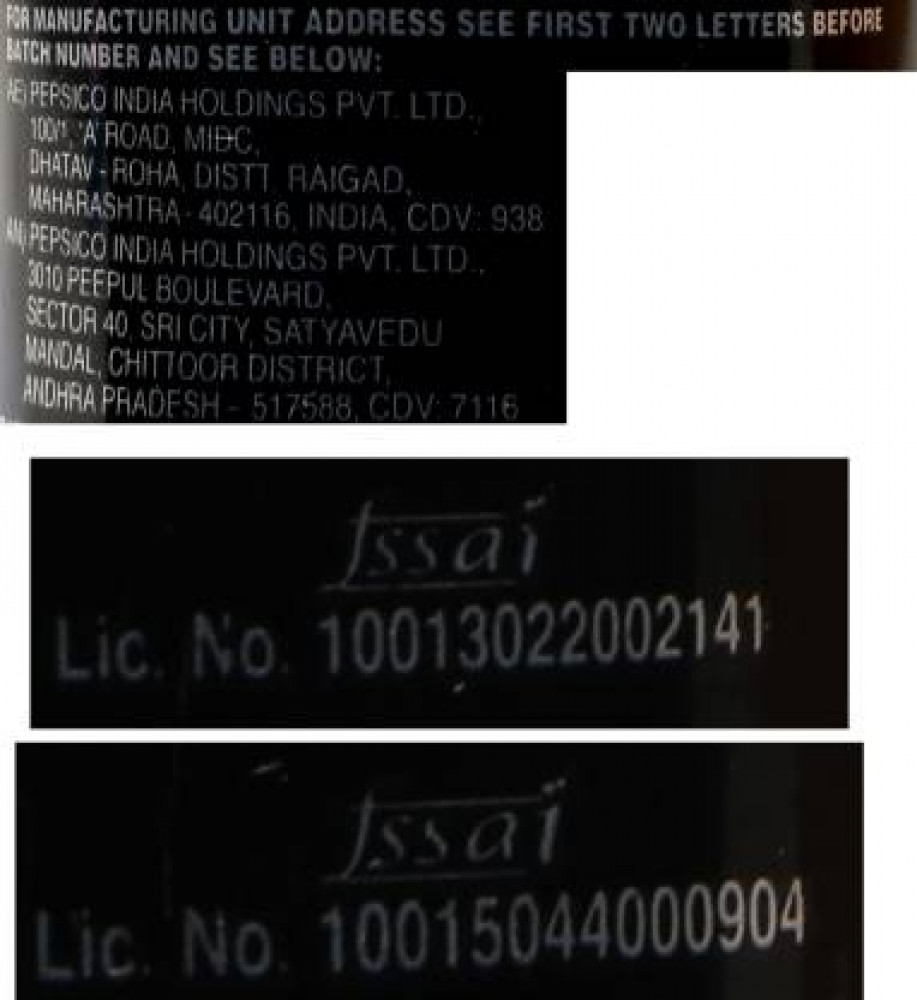 FOR MANUFACTURING UNIT ADDRESS SEE FIRST TWO LETTERS BEFORE
BATCH NUMBER AND SEE BELOW:
AE) PEPSICO INDIA HOLDINGS PVT. LTD.,
100/1, 'A' ROAD, MIDC,
DHATAV - ROHA, DISTT. RAIGAD,
MAHARASHTRA - 402116, INDIA, CDV: 938
AN) PEPSICO INDIA HOLDINGS PVT. LTD.,
3010 PEEPUL BOULEVARD,
SECTOR 40, SRI CITY, SATYAVEDU
MANDAL, CHITTOOR DISTRICT,
ANDHRA PRADESH - 517588, CDV: 7116
fssai
Lic. No. 10013022002141
fssai
Lic. No. 10015044000904